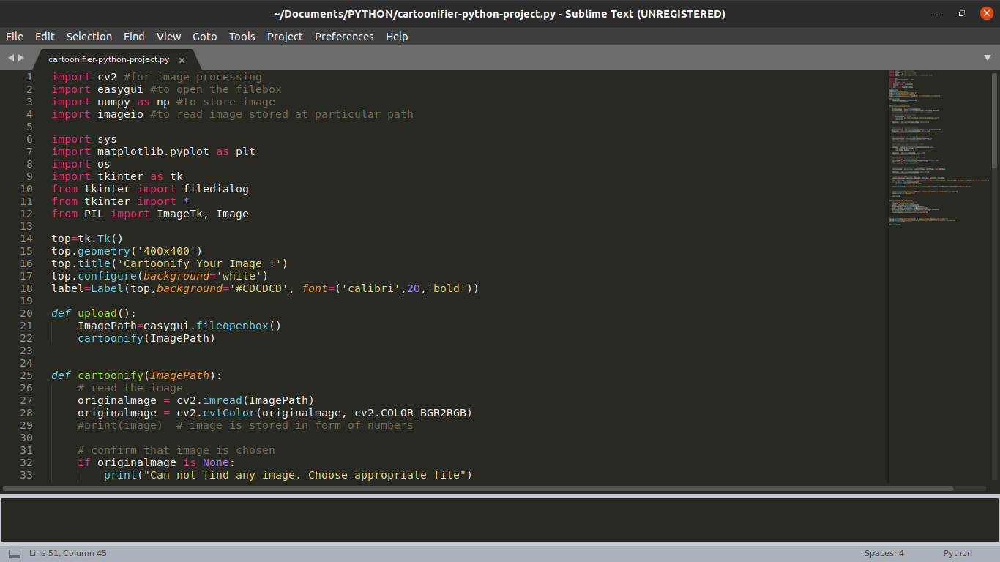 ~/Documents/PYTHON/cartoonifier-python-project.py - Sublime Text (UNREGISTERED)
File Edit Selection Find View Goto Tools Project Preferences Help
cartoonifier-python-project.py ×
1 import cv2 #for image processing
2 import easygui #to open the filebox
3 import numpy as np #to store image
4 import imageio #to read image stored at particular path
5
6 import sys
7 import matplotlib.pyplot as plt
8 import os
9 import tkinter as tk
10 from tkinter import filedialog
11 from tkinter import *
12 from PIL import ImageTk, Image
13
14 top=tk.Tk()
15 top.geometry('400x400')
16 top.title('Cartoonify Your Image !')
17 top.configure(background='white')
18 label=Label(top,background='#CDCDCD', font=('calibri',20,'bold'))
19
20 def upload():
21     ImagePath=easygui.fileopenbox()
22     cartoonify(ImagePath)
23
24
25 def cartoonify(ImagePath):
26     # read the image
27     originalmage = cv2.imread(ImagePath)
28     originalmage = cv2.cvtColor(originalmage, cv2.COLOR_BGR2RGB)
29     #print(image)  # image is stored in form of numbers
30
31     # confirm that image is chosen
32     if originalmage is None:
33         print("Can not find any image. Choose appropriate file")
Line 51, Column 45 Spaces: 4 Python